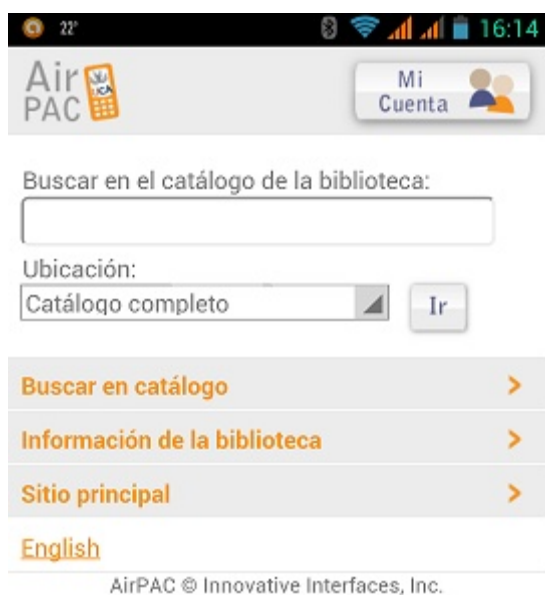 22°
16:14
Air
PAC
UCA
Mi
Cuenta
Buscar en el catálogo de la biblioteca:
Ubicación:
Catálogo completo
Ir
Buscar en catálogo
Información de la biblioteca
Sitio principal
English
AirPAC © Innovative Interfaces, Inc.